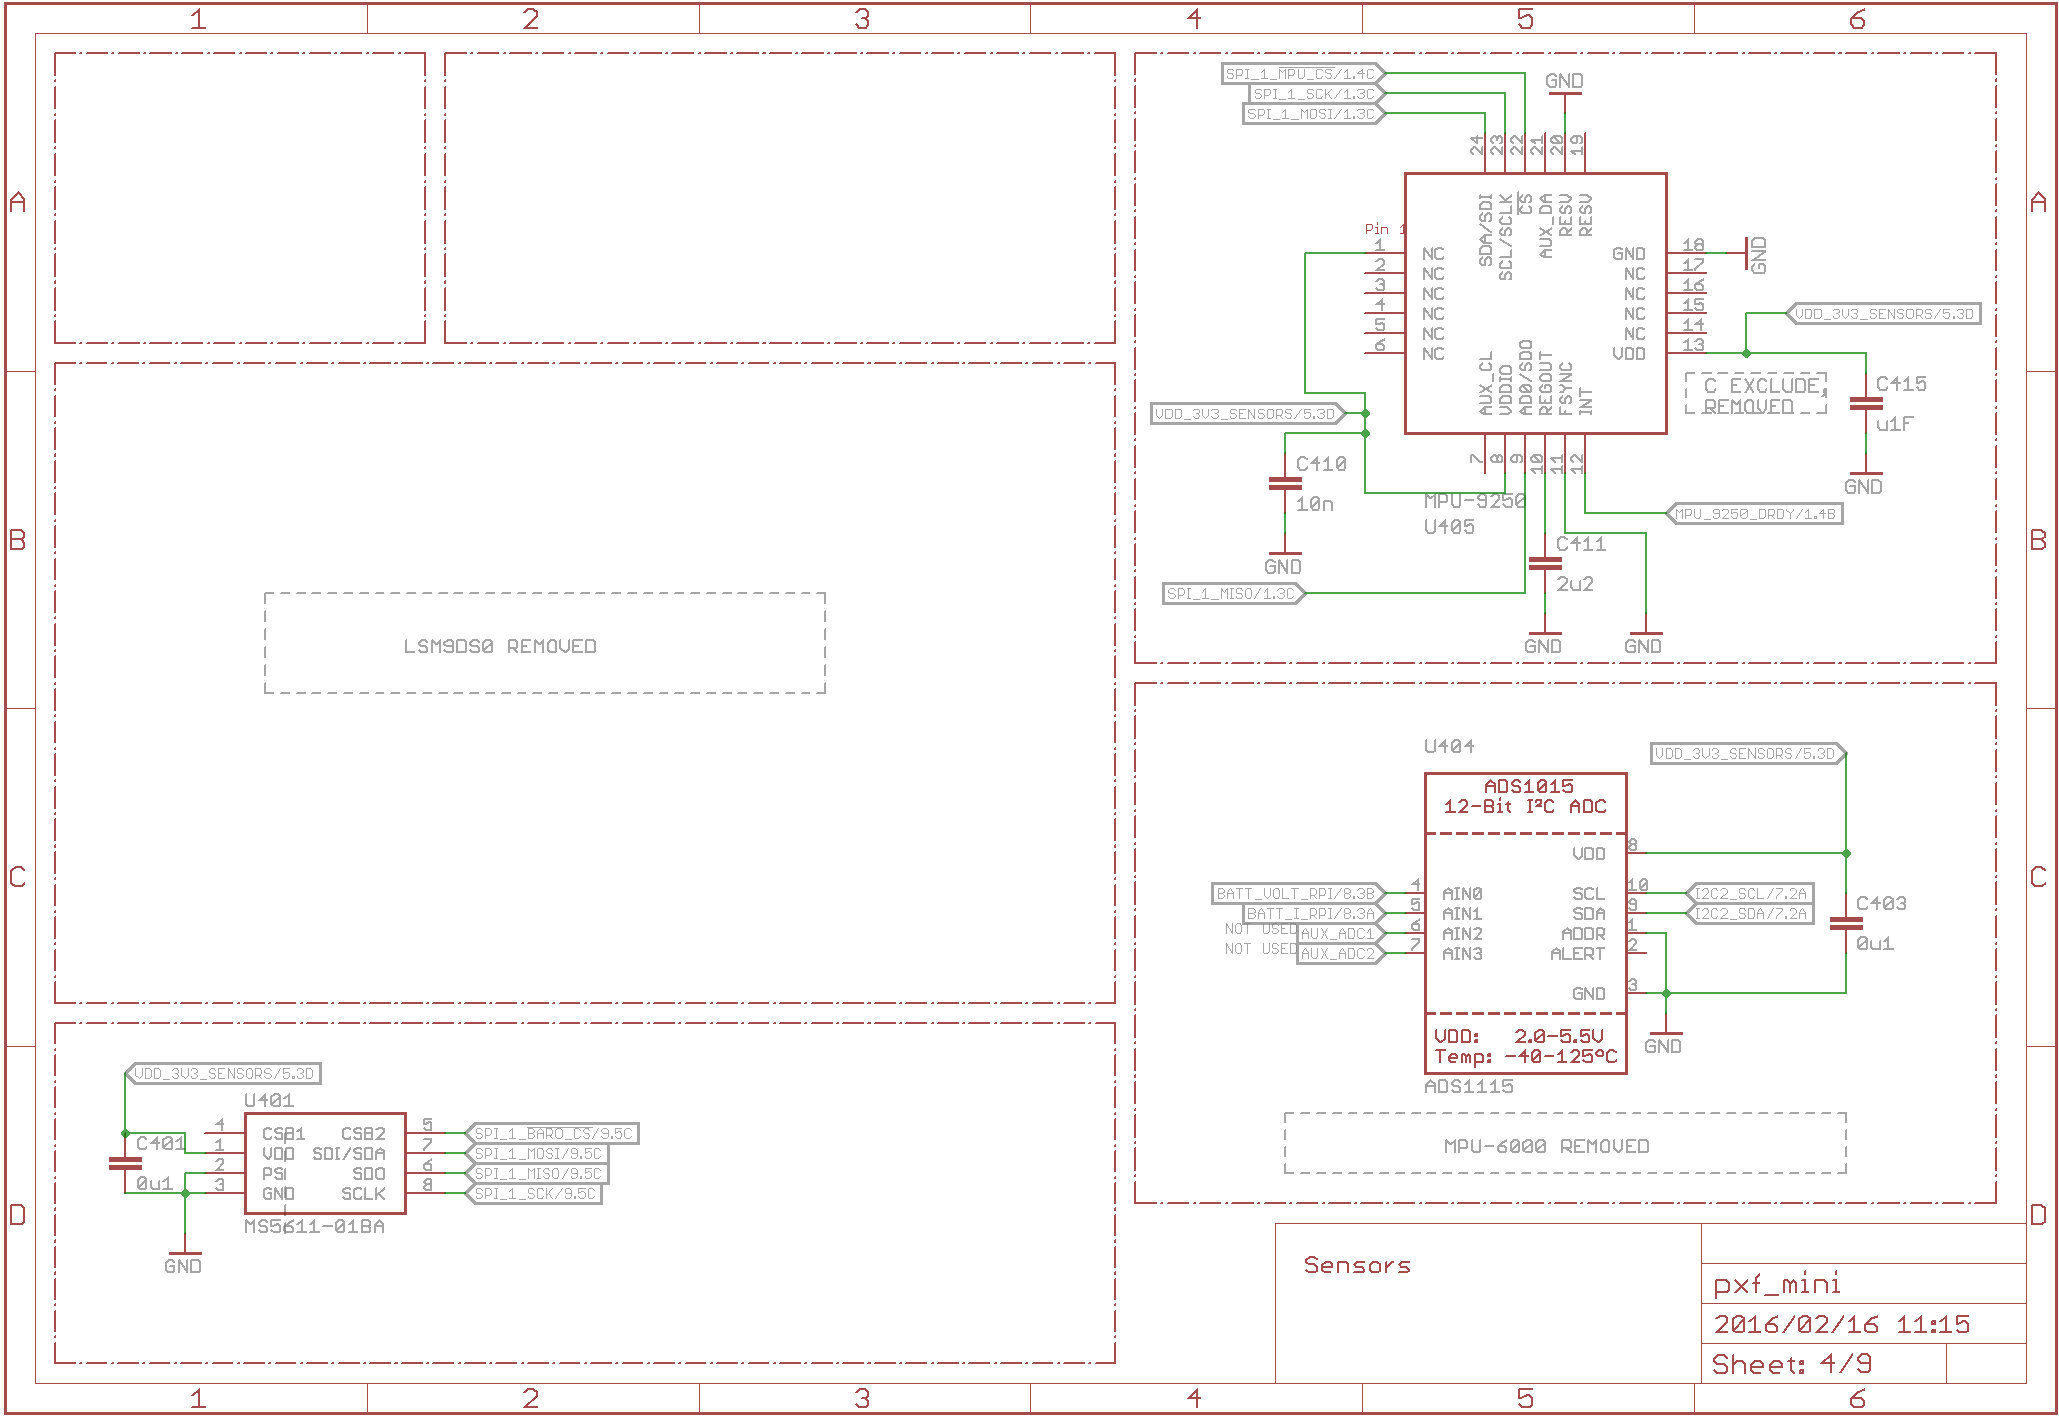 1 2 3 4 5 6
A
B
C
D
A
B
C
D
1 2 3 4 5 6
LSM9DS0 REMOVED
SPI_1_MPU_CS/1.4C
SPI_1_SCK/1.3C
SPI_1_MOSI/1.3C
GND
24 23 22 21 20 19
SDA/SDI
SCL/SCLK
CS
AUX_DA
RESV
RESV
Pin 1
1 NC
2 NC
3 NC
4 NC
5 NC
6 NC
GND 18
NC 17
NC 16
NC 15
NC 14
VDD 13
GND
VDD_3V3_SENSORS/5.3D
C EXCLUDE,
REMOVED
C415
u1F
GND
AUX_CL
VDDIO
AD0/SDO
REGOUT
FSYNC
INT
7 8 9 10 11 12
VDD_3V3_SENSORS/5.3D
C410
10n
GND
MPU-9250
U405
MPU_9250_DRDY/1.4B
C411
2u2
SPI_1_MISO/1.3C
GND
GND
U404
VDD_3V3_SENSORS/5.3D
ADS1015
12-Bit I²C ADC
VDD 8
BATT_VOLT_RPI/8.3B 4 AIN0
BATT_I_RPI/8.3A 5 AIN1
NOT USED AUX_ADC1 6 AIN2
NOT USED AUX_ADC2 7 AIN3
SCL 10 I2C2_SCL/7.2A
SDA 9 I2C2_SDA/7.2A
ADDR 1
ALERT 2
GND 3
C403
0u1
GND
VDD: 2.0-5.5V
Temp: -40-125ºC
ADS1115
MPU-6000 REMOVED
VDD_3V3_SENSORS/5.3D
U401
C401
0u1
4 CSB1
1 VDD
2 PS
3 GND
CSB2 5 SPI_1_BARO_CS/9.5C
SDI/SDA 7 SPI_1_MOSI/9.5C
SDO 6 SPI_1_MISO/9.5C
SCLK 8 SPI_1_SCK/9.5C
MS5611-01BA
GND
Sensors
pxf_mini
2016/02/16 11:15
Sheet: 4/9